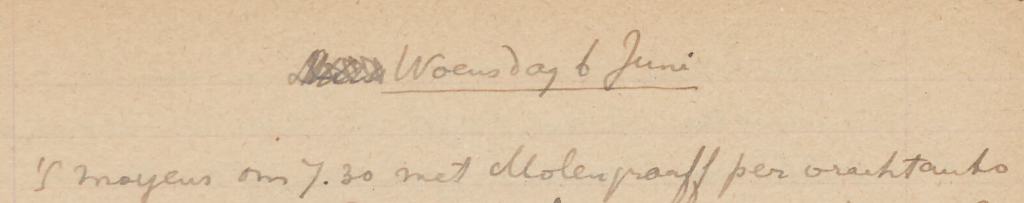 Woensdag 6 Juni
's morgens om 7.30 met Molengraaff per vrachtauto